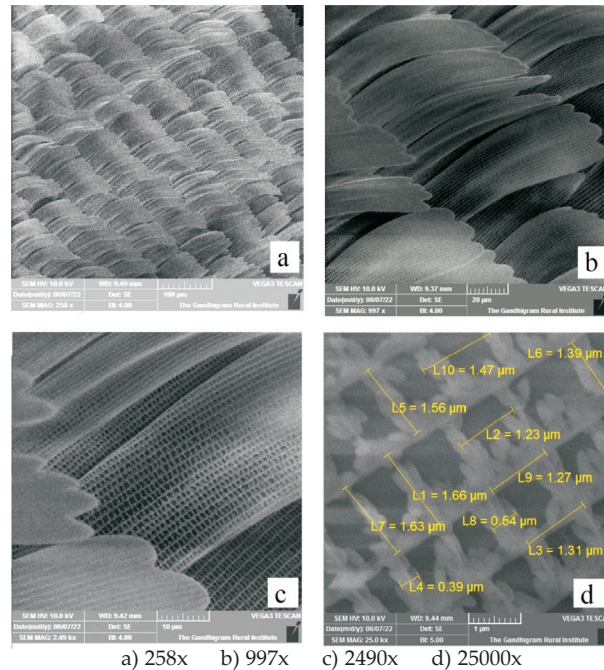 a
SEM HV: 10.0 kV WD: 9.49 mm VEGA3 TESCAN
Date(m/d/y): 06/07/22 Det: SE 100 µm
SEM MAG: 258 x BI: 4.00 The Gandhigram Rural Institute
b
SEM HV: 10.0 kV WD: 9.37 mm VEGA3 TESCAN
Date(m/d/y): 06/07/22 Det: SE 20 µm
SEM MAG: 997 x BI: 4.00 The Gandhigram Rural Institute
c
SEM HV: 10.0 kV WD: 9.42 mm VEGA3 TESCAN
Date(m/d/y): 06/07/22 Det: SE 10 µm
SEM MAG: 2.49 kx BI: 4.00 The Gandhigram Rural Institute
L6 = 1.39 µm
L10 = 1.47 µm
L5 = 1.56 µm
L2 = 1.23 µm
L9 = 1.27 µm
L1 = 1.66 µm
L7 = 1.63 µm
L8 = 0.54 µm
L3 = 1.31 µm
L4 = 0.39 µm
d
SEM HV: 10.0 kV WD: 9.44 mm VEGA3 TESCAN
Date(m/d/y): 06/07/22 Det: SE 1 µm
SEM MAG: 25.0 kx BI: 5.00 The Gandhigram Rural Institute
a) 258x b) 997x c) 2490x d) 25000x